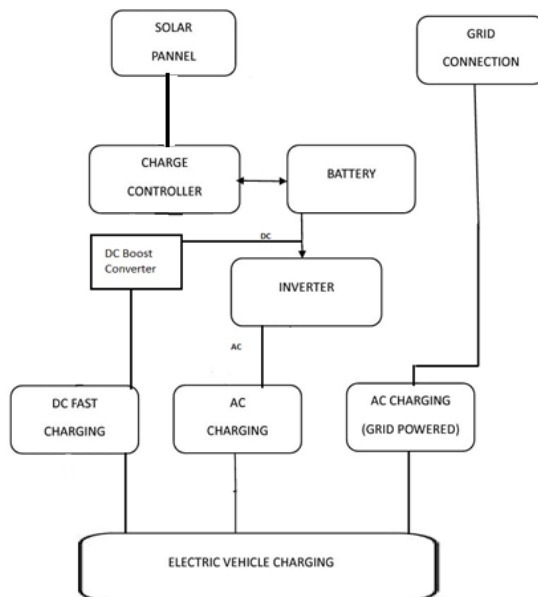 SOLAR
PANNEL
GRID
CONNECTION
CHARGE
CONTROLLER
BATTERY
DC
DC Boost
Converter
INVERTER
AC
DC FAST
CHARGING
AC
CHARGING
AC CHARGING
(GRID POWERED)
ELECTRIC VEHICLE CHARGING